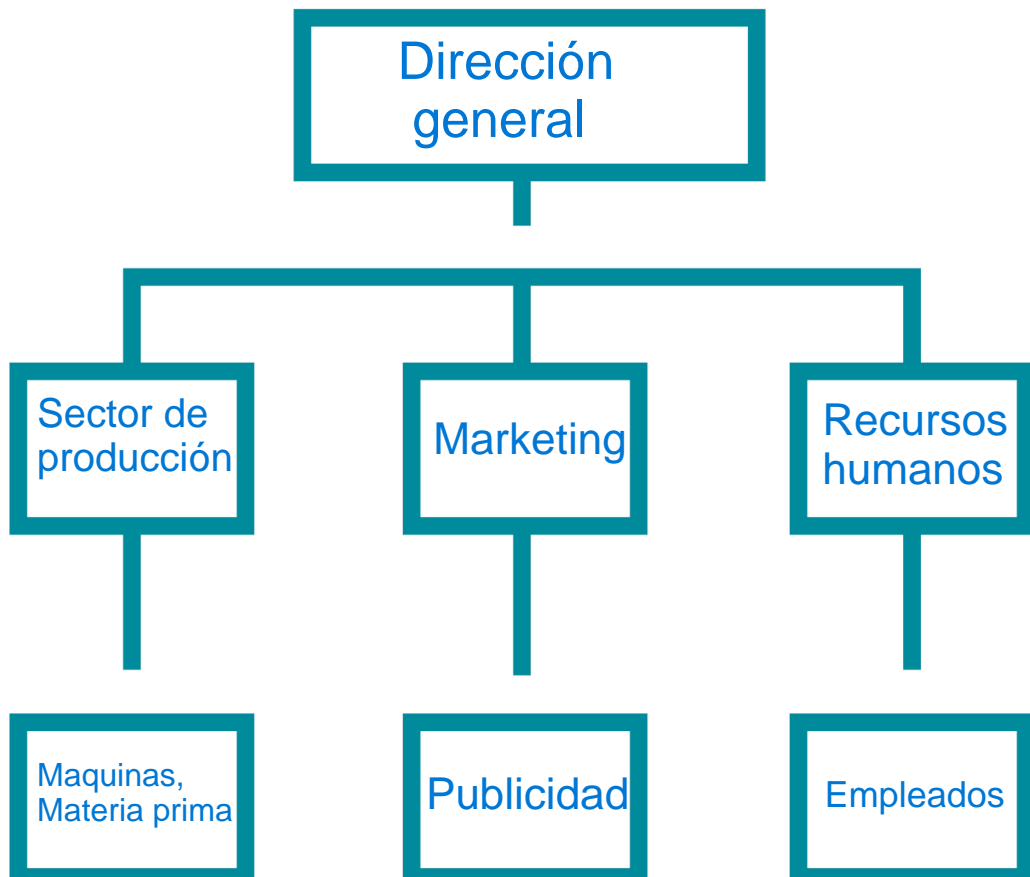 Dirección
general
Sector de
producción
Marketing
Recursos
humanos
Maquinas,
Materia prima
Publicidad
Empleados